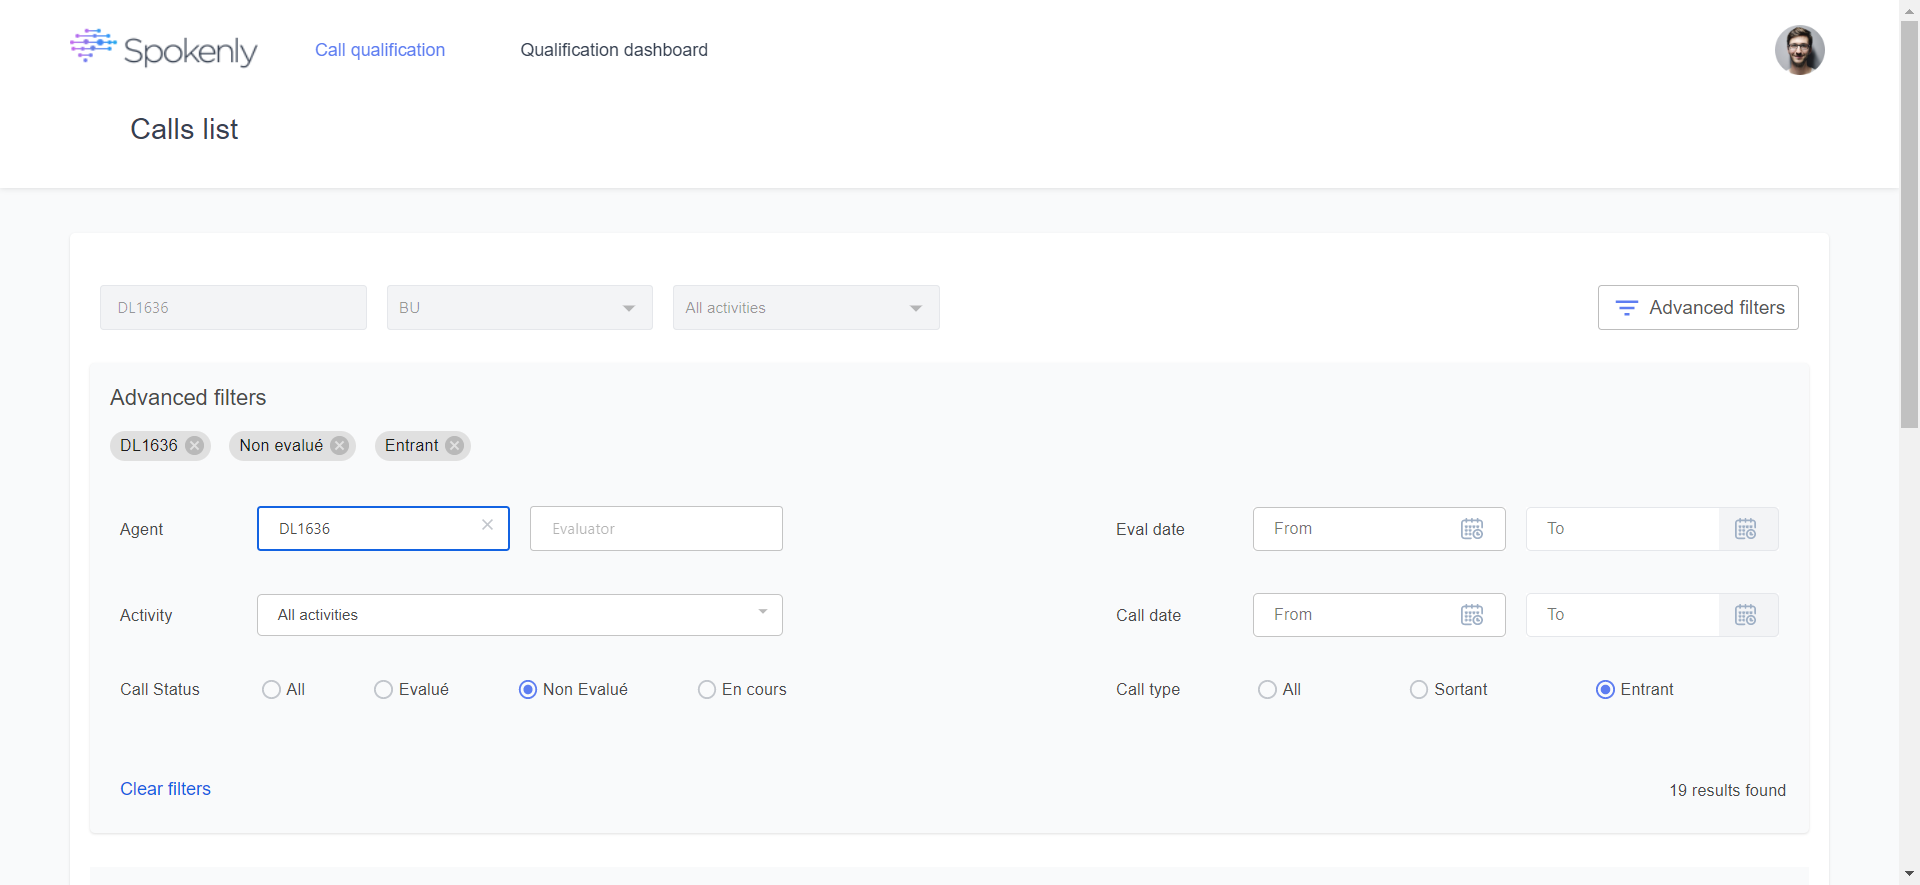 Spokenly Call qualification Qualification dashboard
Calls list
DL1636 BU All activities Advanced filters
Advanced filters
DL1636 Non evalué Entrant
Agent DL1636 Evaluator Eval date From To
Activity All activities Call date From To
Call Status All Evalué Non Evalué En cours Call type All Sortant Entrant
Clear filters 19 results found